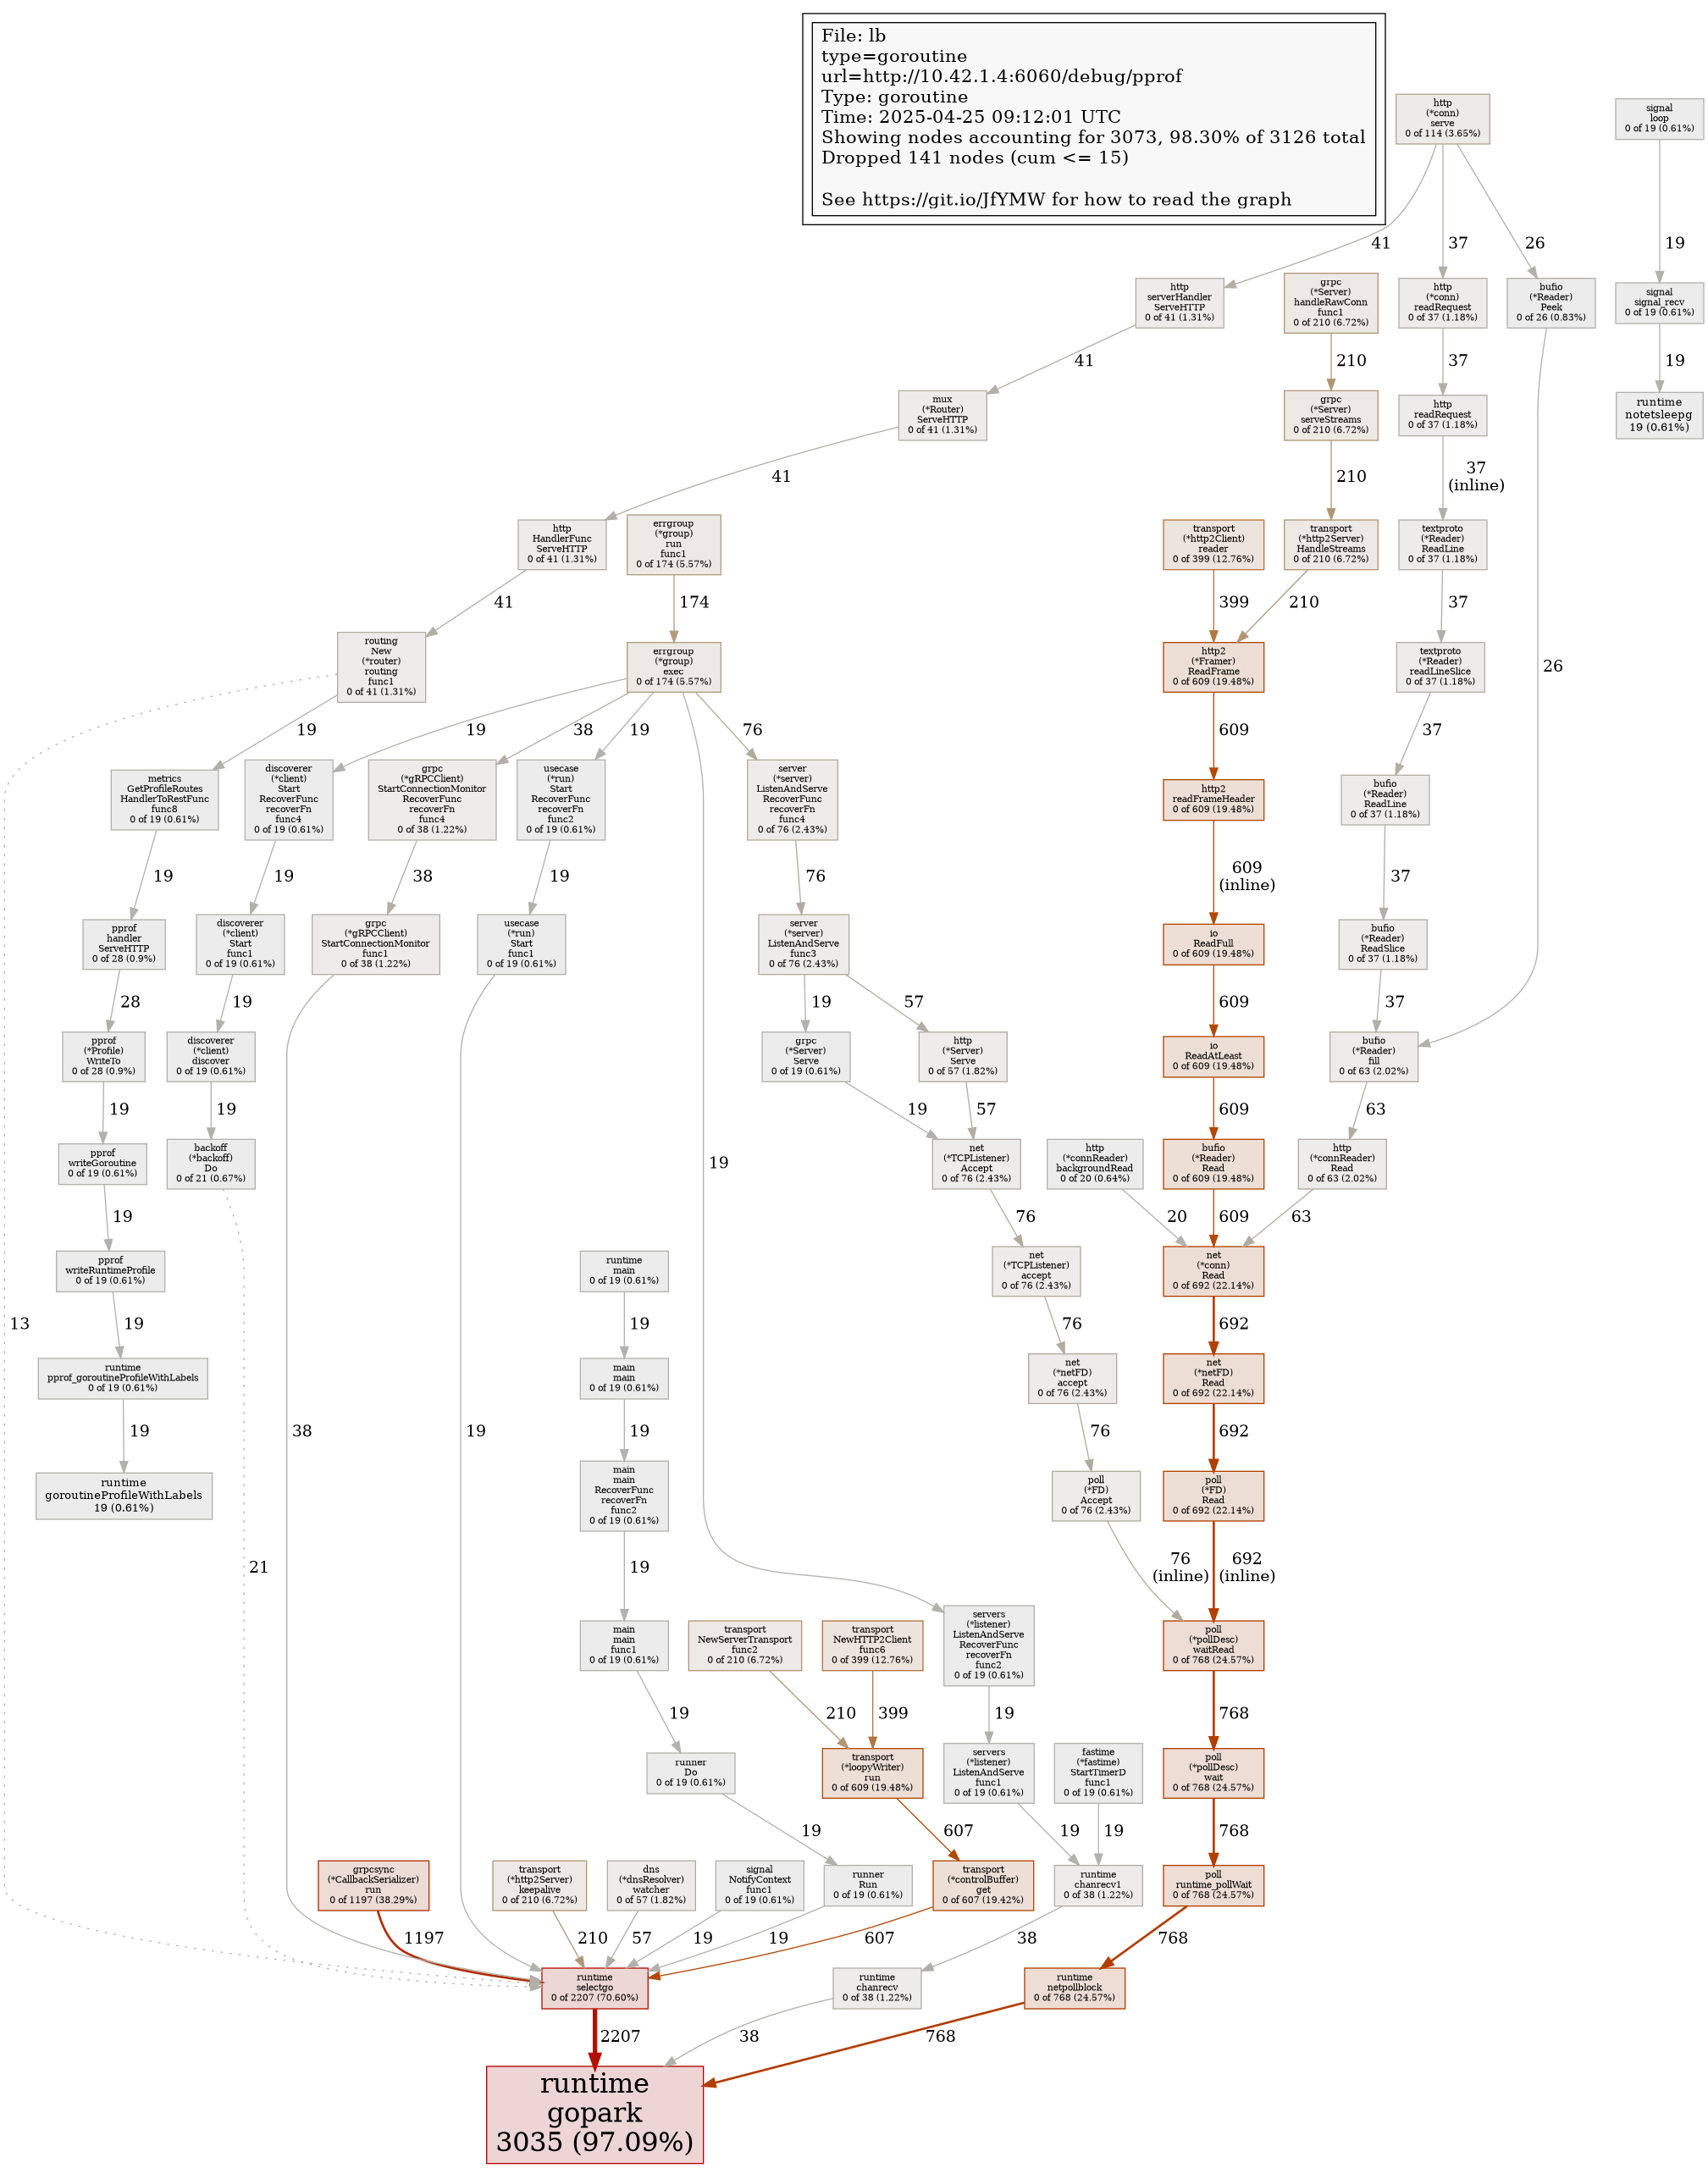 File: lb
type=goroutine
url=http://10.42.1.4:6060/debug/pprof
Type: goroutine
Time: 2025-04-25 09:12:01 UTC
Showing nodes accounting for 3073, 98.30% of 3126 total
Dropped 141 nodes (cum <= 15)
See https://git.io/JfYMW for how to read the graph
http
(*conn)
serve
0 of 114 (3.65%)
signal
loop
0 of 19 (0.61%)
41
37
26
19
http
serverHandler
ServeHTTP
0 of 41 (1.31%)
grpc
(*Server)
handleRawConn
func1
0 of 210 (6.72%)
http
(*conn)
readRequest
0 of 37 (1.18%)
bufio
(*Reader)
Peek
0 of 26 (0.83%)
signal
signal_recv
0 of 19 (0.61%)
41
210
37
19
mux
(*Router)
ServeHTTP
0 of 41 (1.31%)
grpc
(*Server)
serveStreams
0 of 210 (6.72%)
http
readRequest
0 of 37 (1.18%)
runtime
notetsleepg
19 (0.61%)
41
210
37
(inline)
http
HandlerFunc
ServeHTTP
0 of 41 (1.31%)
errgroup
(*group)
run
func1
0 of 174 (5.57%)
transport
(*http2Client)
reader
0 of 399 (12.76%)
transport
(*http2Server)
HandleStreams
0 of 210 (6.72%)
textproto
(*Reader)
ReadLine
0 of 37 (1.18%)
41
174
399
210
37
routing
New
(*router)
routing
func1
0 of 41 (1.31%)
errgroup
(*group)
exec
0 of 174 (5.57%)
http2
(*Framer)
ReadFrame
0 of 609 (19.48%)
textproto
(*Reader)
readLineSlice
0 of 37 (1.18%)
26
19
19
38
19
76
609
37
metrics
GetProfileRoutes
HandlerToRestFunc
func8
0 of 19 (0.61%)
discoverer
(*client)
Start
RecoverFunc
recoverFn
func4
0 of 19 (0.61%)
grpc
(*gRPCClient)
StartConnectionMonitor
RecoverFunc
recoverFn
func4
0 of 38 (1.22%)
usecase
(*run)
Start
RecoverFunc
recoverFn
func2
0 of 19 (0.61%)
server
(*server)
ListenAndServe
RecoverFunc
recoverFn
func4
0 of 76 (2.43%)
http2
readFrameHeader
0 of 609 (19.48%)
bufio
(*Reader)
ReadLine
0 of 37 (1.18%)
19
19
38
19
76
609
(inline)
37
pprof
handler
ServeHTTP
0 of 28 (0.9%)
discoverer
(*client)
Start
func1
0 of 19 (0.61%)
grpc
(*gRPCClient)
StartConnectionMonitor
func1
0 of 38 (1.22%)
usecase
(*run)
Start
func1
0 of 19 (0.61%)
server
(*server)
ListenAndServe
func3
0 of 76 (2.43%)
io
ReadFull
0 of 609 (19.48%)
bufio
(*Reader)
ReadSlice
0 of 37 (1.18%)
28
19
19
57
609
37
13
pprof
(*Profile)
WriteTo
0 of 28 (0.9%)
discoverer
(*client)
discover
0 of 19 (0.61%)
grpc
(*Server)
Serve
0 of 19 (0.61%)
http
(*Server)
Serve
0 of 57 (1.82%)
io
ReadAtLeast
0 of 609 (19.48%)
bufio
(*Reader)
fill
0 of 63 (2.02%)
19
19
19
57
609
63
pprof
writeGoroutine
0 of 19 (0.61%)
backoff
(*backoff)
Do
0 of 21 (0.67%)
19
net
(*TCPListener)
Accept
0 of 76 (2.43%)
http
(*connReader)
backgroundRead
0 of 20 (0.64%)
bufio
(*Reader)
Read
0 of 609 (19.48%)
http
(*connReader)
Read
0 of 63 (2.02%)
19
76
20
609
63
pprof
writeRuntimeProfile
0 of 19 (0.61%)
runtime
main
0 of 19 (0.61%)
net
(*TCPListener)
accept
0 of 76 (2.43%)
net
(*conn)
Read
0 of 692 (22.14%)
19
19
76
692
runtime
pprof_goroutineProfileWithLabels
0 of 19 (0.61%)
main
main
0 of 19 (0.61%)
net
(*netFD)
accept
0 of 76 (2.43%)
net
(*netFD)
Read
0 of 692 (22.14%)
19
38
19
19
76
692
runtime
goroutineProfileWithLabels
19 (0.61%)
main
main
RecoverFunc
recoverFn
func2
0 of 19 (0.61%)
poll
(*FD)
Accept
0 of 76 (2.43%)
poll
(*FD)
Read
0 of 692 (22.14%)
21
19
76
(inline)
692
(inline)
main
main
func1
0 of 19 (0.61%)
transport
NewServerTransport
func2
0 of 210 (6.72%)
transport
NewHTTP2Client
func6
0 of 399 (12.76%)
servers
(*listener)
ListenAndServe
RecoverFunc
recoverFn
func2
0 of 19 (0.61%)
poll
(*pollDesc)
waitRead
0 of 768 (24.57%)
19
210
399
19
768
runner
Do
0 of 19 (0.61%)
transport
(*loopyWriter)
run
0 of 609 (19.48%)
servers
(*listener)
ListenAndServe
func1
0 of 19 (0.61%)
fastime
(*fastime)
StartTimerD
func1
0 of 19 (0.61%)
poll
(*pollDesc)
wait
0 of 768 (24.57%)
19
607
19
19
768
grpcsync
(*CallbackSerializer)
run
0 of 1197 (38.29%)
transport
(*http2Server)
keepalive
0 of 210 (6.72%)
dns
(*dnsResolver)
watcher
0 of 57 (1.82%)
signal
NotifyContext
func1
0 of 19 (0.61%)
runner
Run
0 of 19 (0.61%)
transport
(*controlBuffer)
get
0 of 607 (19.42%)
runtime
chanrecv1
0 of 38 (1.22%)
poll
runtime_pollWait
0 of 768 (24.57%)
1197
210
57
19
19
607
38
768
runtime
selectgo
0 of 2207 (70.60%)
runtime
chanrecv
0 of 38 (1.22%)
runtime
netpollblock
0 of 768 (24.57%)
2207
38
768
runtime
gopark
3035 (97.09%)